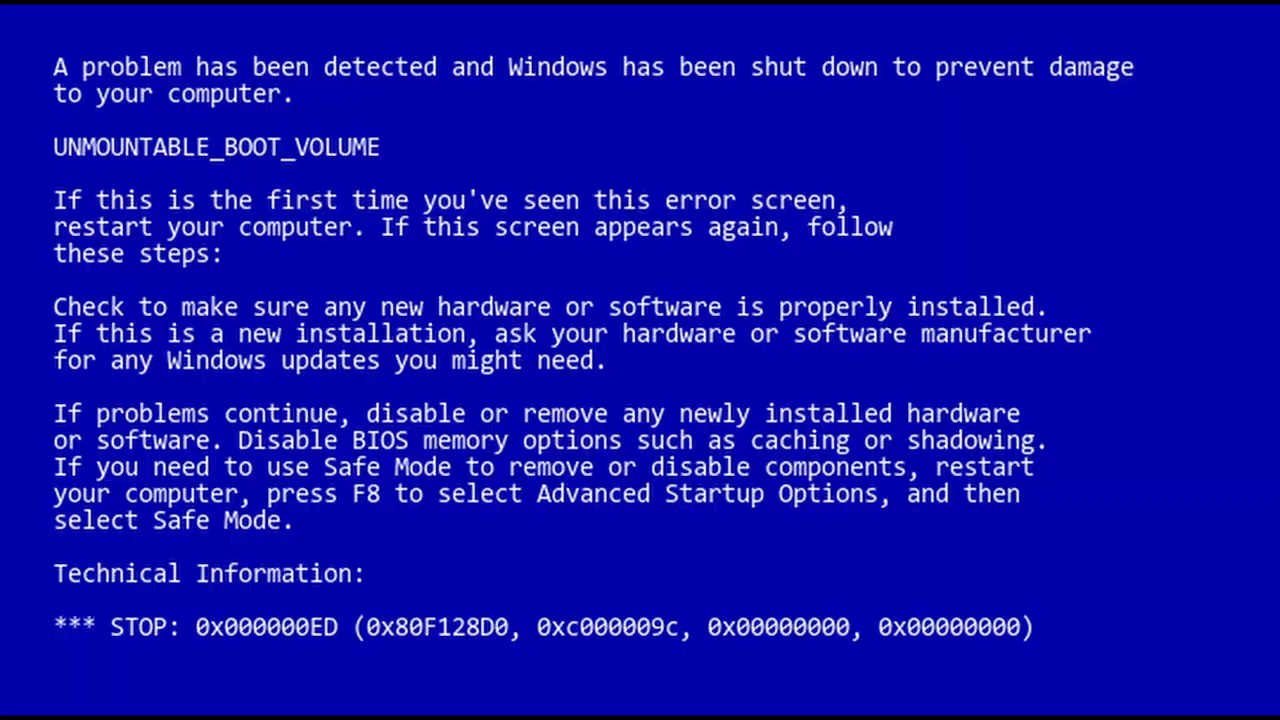 A problem has been detected and Windows has been shut down to prevent damage
to your computer.
UNMOUNTABLE_BOOT_VOLUME
If this is the first time you've seen this error screen,
restart your computer. If this screen appears again, follow
these steps:
Check to make sure any new hardware or software is properly installed.
If this is a new installation, ask your hardware or software manufacturer
for any Windows updates you might need.
If problems continue, disable or remove any newly installed hardware
or software. Disable BIOS memory options such as caching or shadowing.
If you need to use Safe Mode to remove or disable components, restart
your computer, press F8 to select Advanced Startup Options, and then
select Safe Mode.
Technical Information:
*** STOP: 0x000000ED (0x80F128D0, 0xc000009c, 0x00000000, 0x00000000)